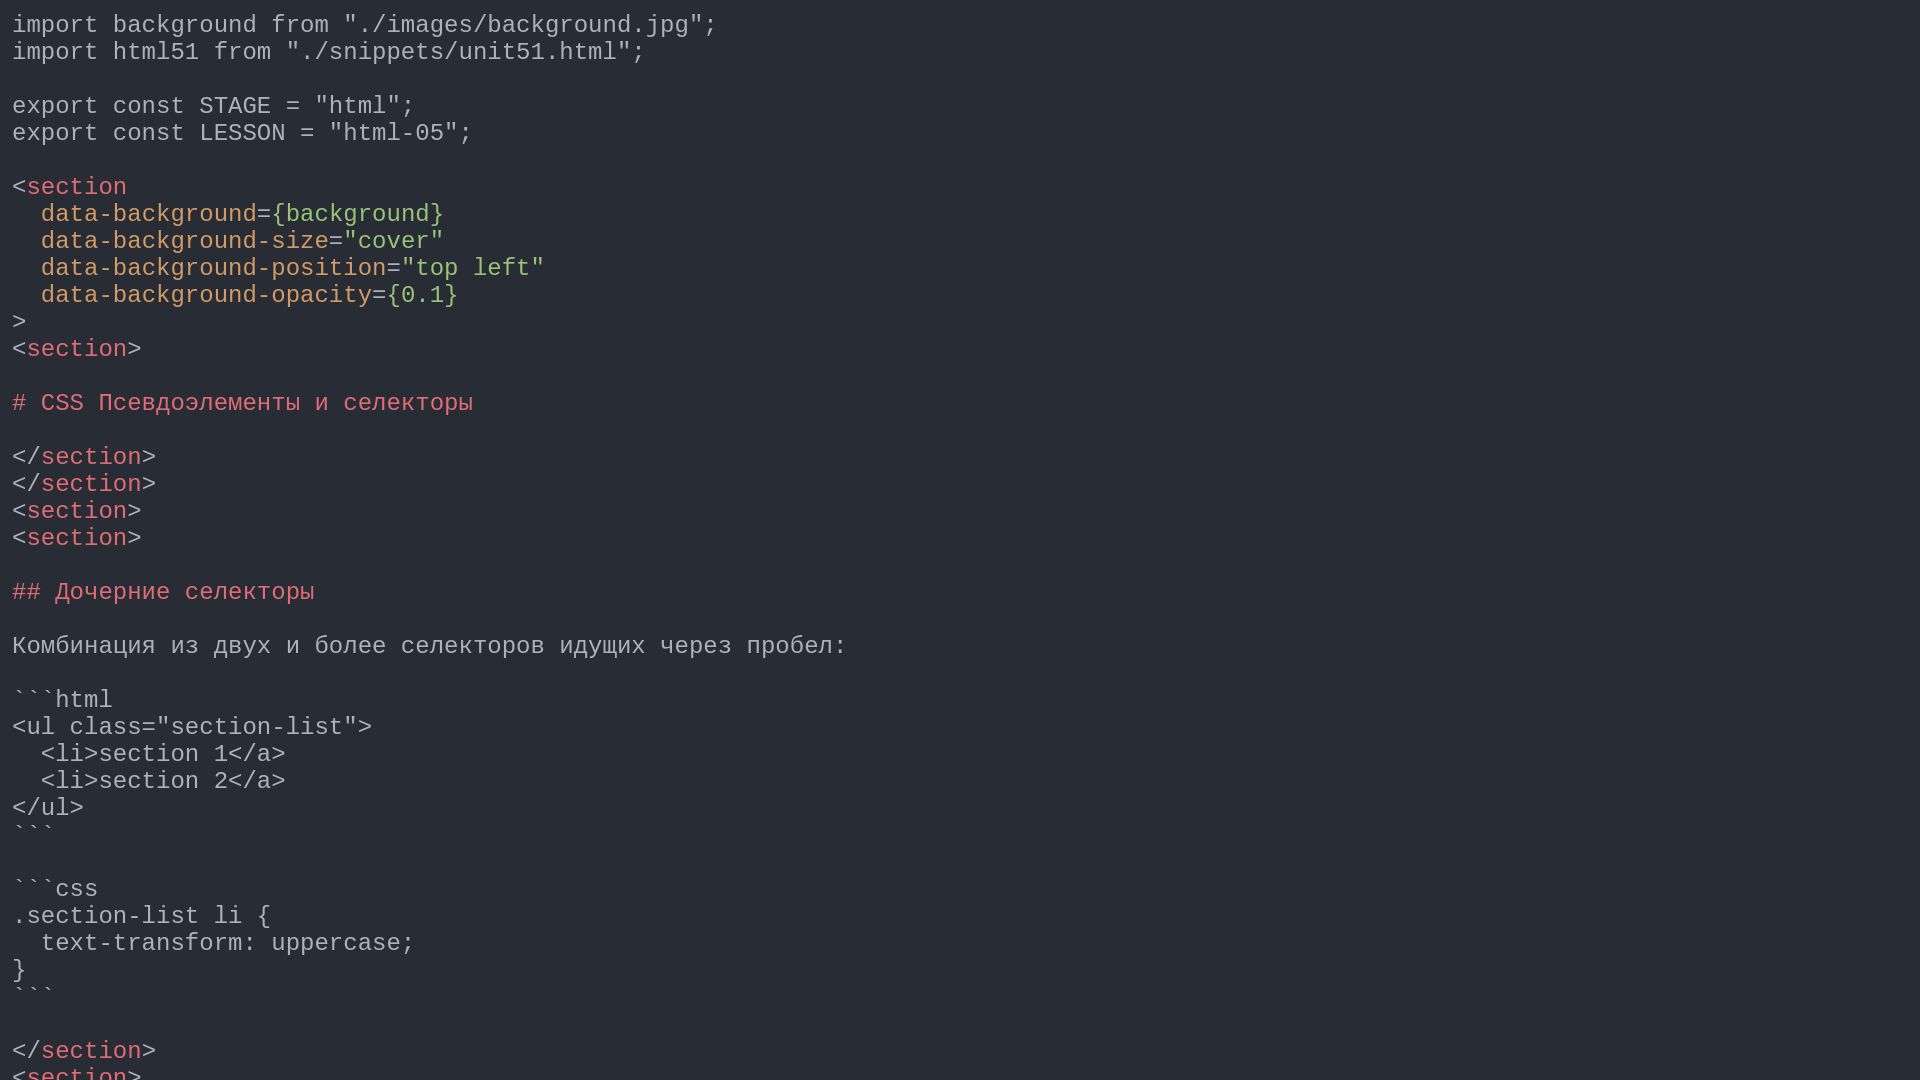 import background from "./images/background.jpg";
import html51 from "./snippets/unit51.html";

export const STAGE = "html";
export const LESSON = "html-05";

<section
  data-background={background}
  data-background-size="cover"
  data-background-position="top left"
  data-background-opacity={0.1}
>
<section>

# CSS Псевдоэлементы и селекторы

</section>
</section>
<section>
<section>

## Дочерние селекторы

Комбинация из двух и более селекторов идущих через пробел:

```html
<ul class="section-list">
  <li>section 1</a>
  <li>section 2</a>
</ul>
```

```css
.section-list li {
  text-transform: uppercase;
}
```

</section>
<section>